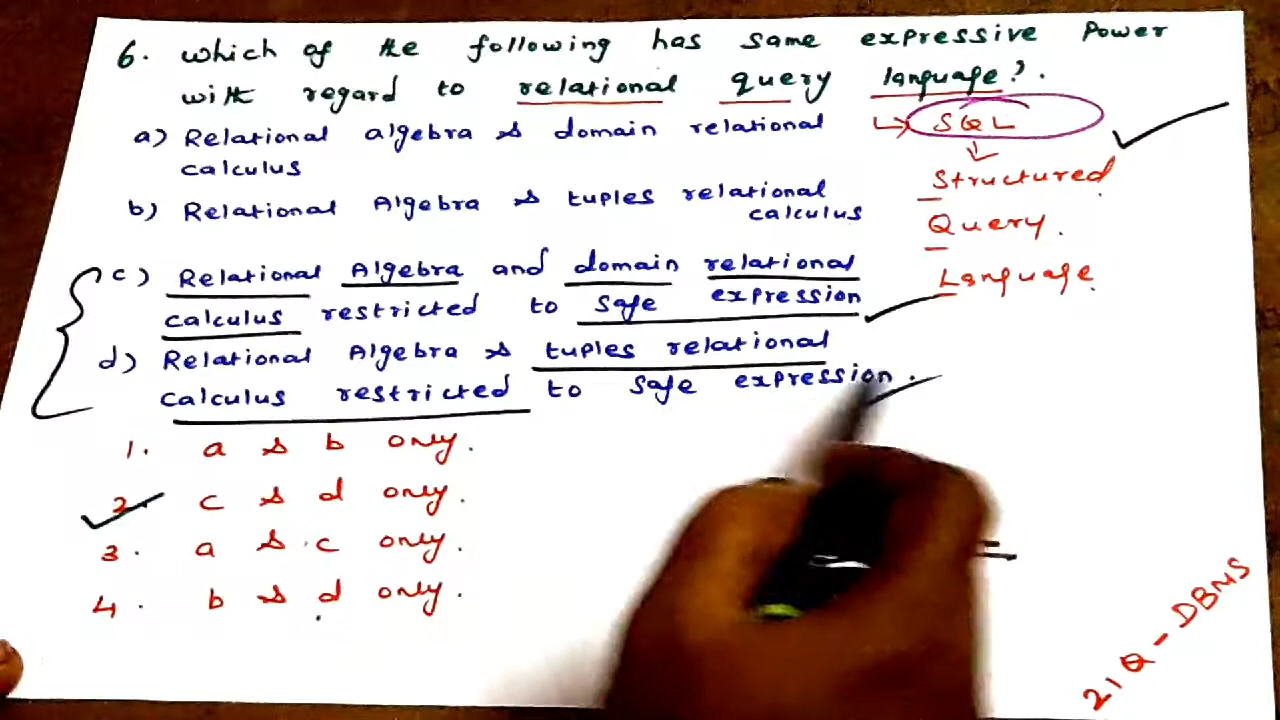 6. which of the following has same expressive Power
with regard to relational query language?.
a) Relational algebra & domain relational
calculus
b) Relational Algebra & tuples relational
calculus
c) Relational Algebra and domain relational
calculus restricted to safe expression
d) Relational Algebra & tuples relational
calculus restricted to safe expression.
1. a & b only.
2. c & d only.
3. a & c only.
4. b & d only.
SQL
Structured
Query.
Language
21Q - DBMS